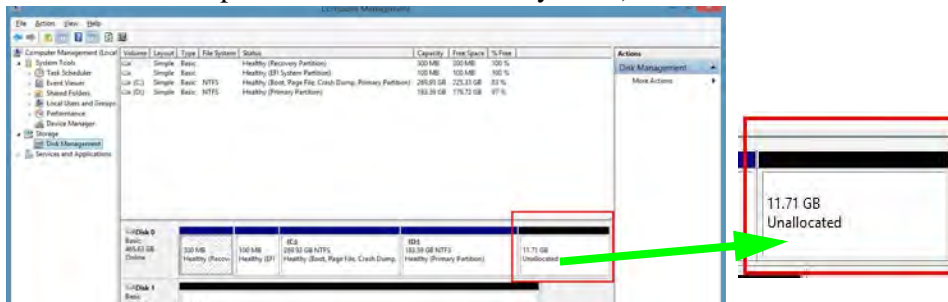 Computer Management
File Action View Help
Computer Management (Local
System Tools
Task Scheduler
Event Viewer
Shared Folders
Local Users and Groups
Performance
Device Manager
Storage
Disk Management
Services and Applications
Volume Layout Type File System Status Capacity Free Space % Free
Simple Basic Healthy (Recovery Partition) 300 MB 300 MB 100 %
Simple Basic Healthy (EFI System Partition) 100 MB 100 MB 100 %
(C:) Simple Basic NTFS Healthy (Boot, Page File, Crash Dump, Primary Partition)
(D:) Simple Basic NTFS Healthy (Primary Partition) 97 %
Actions
Disk Management
More Actions
Disk 0
Basic
Online
300 MB
Healthy (Recov
100 MB
Healthy (EFI
(C:)
Healthy (Boot, Page File, Crash Dump,
(D:)
Healthy (Primary Partition)
11.71 GB
Unallocated
Disk 1
Basic
11.71 GB
Unallocated